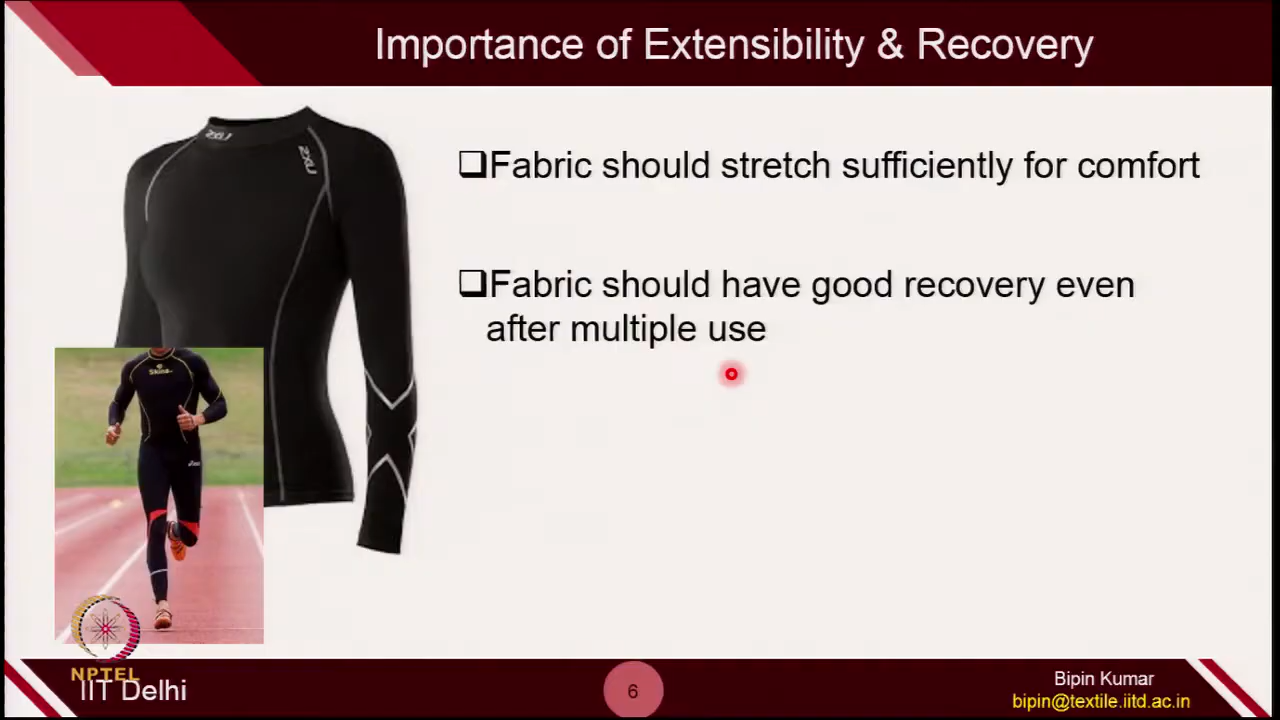 Importance of Extensibility & Recovery
2XU
2XU
❑Fabric should stretch sufficiently for comfort
❑Fabric should have good recovery even
after multiple use
Skins
NPTEL
IIT Delhi
6
Bipin Kumar
bipin@textile.iitd.ac.in